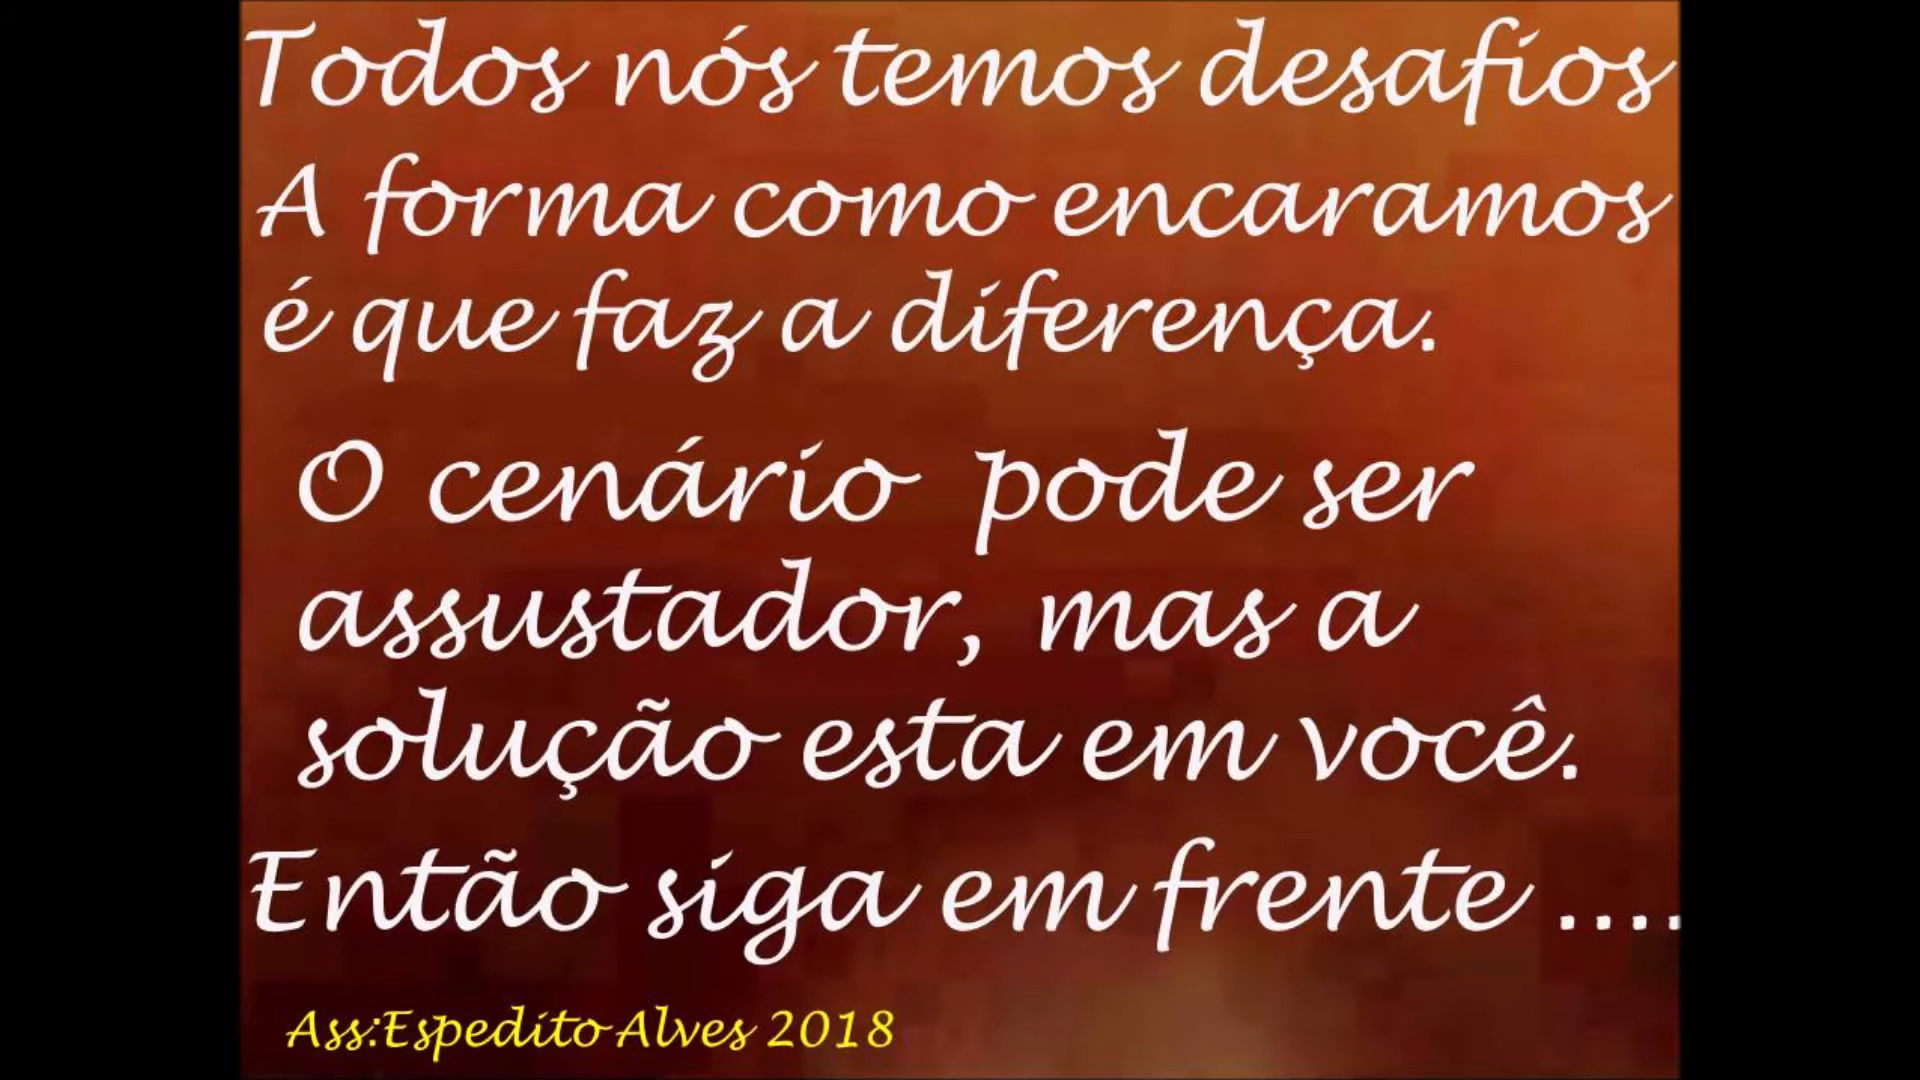 Todos nós temos desafios
A forma como encaramos
é que faz a diferença.
O cenário pode ser
assustador, mas a
solução esta em você.
Então siga em frente ....
Ass:Espedito Alves 2018